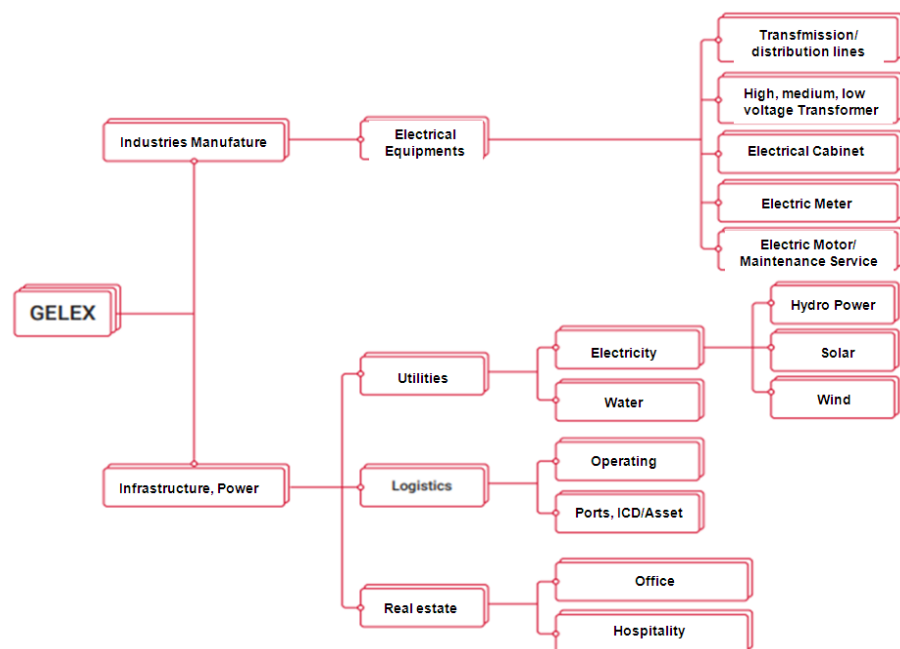 GELEX
Industries Manufature
Electrical
Equipments
Transfmission/
distribution lines
High, medium, low
voltage Transformer
Electrical Cabinet
Electric Meter
Electric Motor/
Maintenance Service
Infrastructure, Power
Utilities
Electricity
Hydro Power
Solar
Wind
Water
Logistics
Operating
Ports, ICD/Asset
Real estate
Office
Hospitality